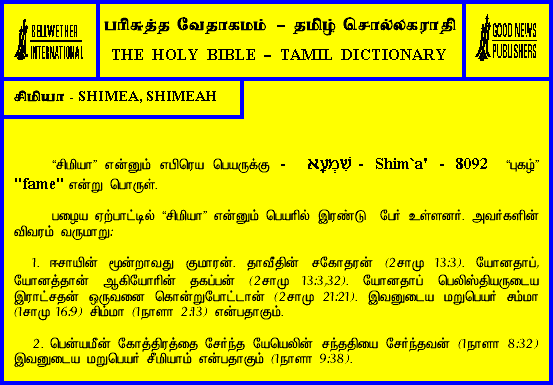 BELLWETHER
INTERNATIONAL
பரிசுத்த வேதாகமம் – தமிழ் சொல்லகராதி
THE HOLY BIBLE – TAMIL DICTIONARY
GOOD NEWS
PUBLISHERS
சிமியா - SHIMEA, SHIMEAH
“சிமியா” என்னும் எபிரெய பெயருக்கு - שִׁמְעָא - Shim`a' - 8092 “புகழ்”
"fame" என்று பொருள்.
பழைய ஏற்பாட்டில் “சிமியா” என்னும் பெயரில் இரண்டு பேர் உள்ளனர். அவர்களின்
விவரம் வருமாறு:
1. ஈசாயின் மூன்றாவது குமாரன். தாவீதின் சகோதரன் (2சாமு 13:3). யோனதாப்,
யோனத்தான் ஆகியோரின் தகப்பன் (2சாமு 13:3,32). யோனதாப் பெலிஸ்தியருடைய
இராட்சதன் ஒருவனை கொன்றுபோட்டான் (2சாமு 21:21). இவனுடைய மறுபெயர் சம்மா
(1சாமு 16:9) சிம்மா (1நாளா 2:13) என்பதாகும்.
2. பென்யமீன் கோத்திரத்தை சேர்ந்த யேயெலின் சந்ததியை சேர்ந்தவன் (1நாளா 8:32)
இவனுடைய மறுபெயர் சீமியாம் என்பதாகும் (1நாளா 9:38).